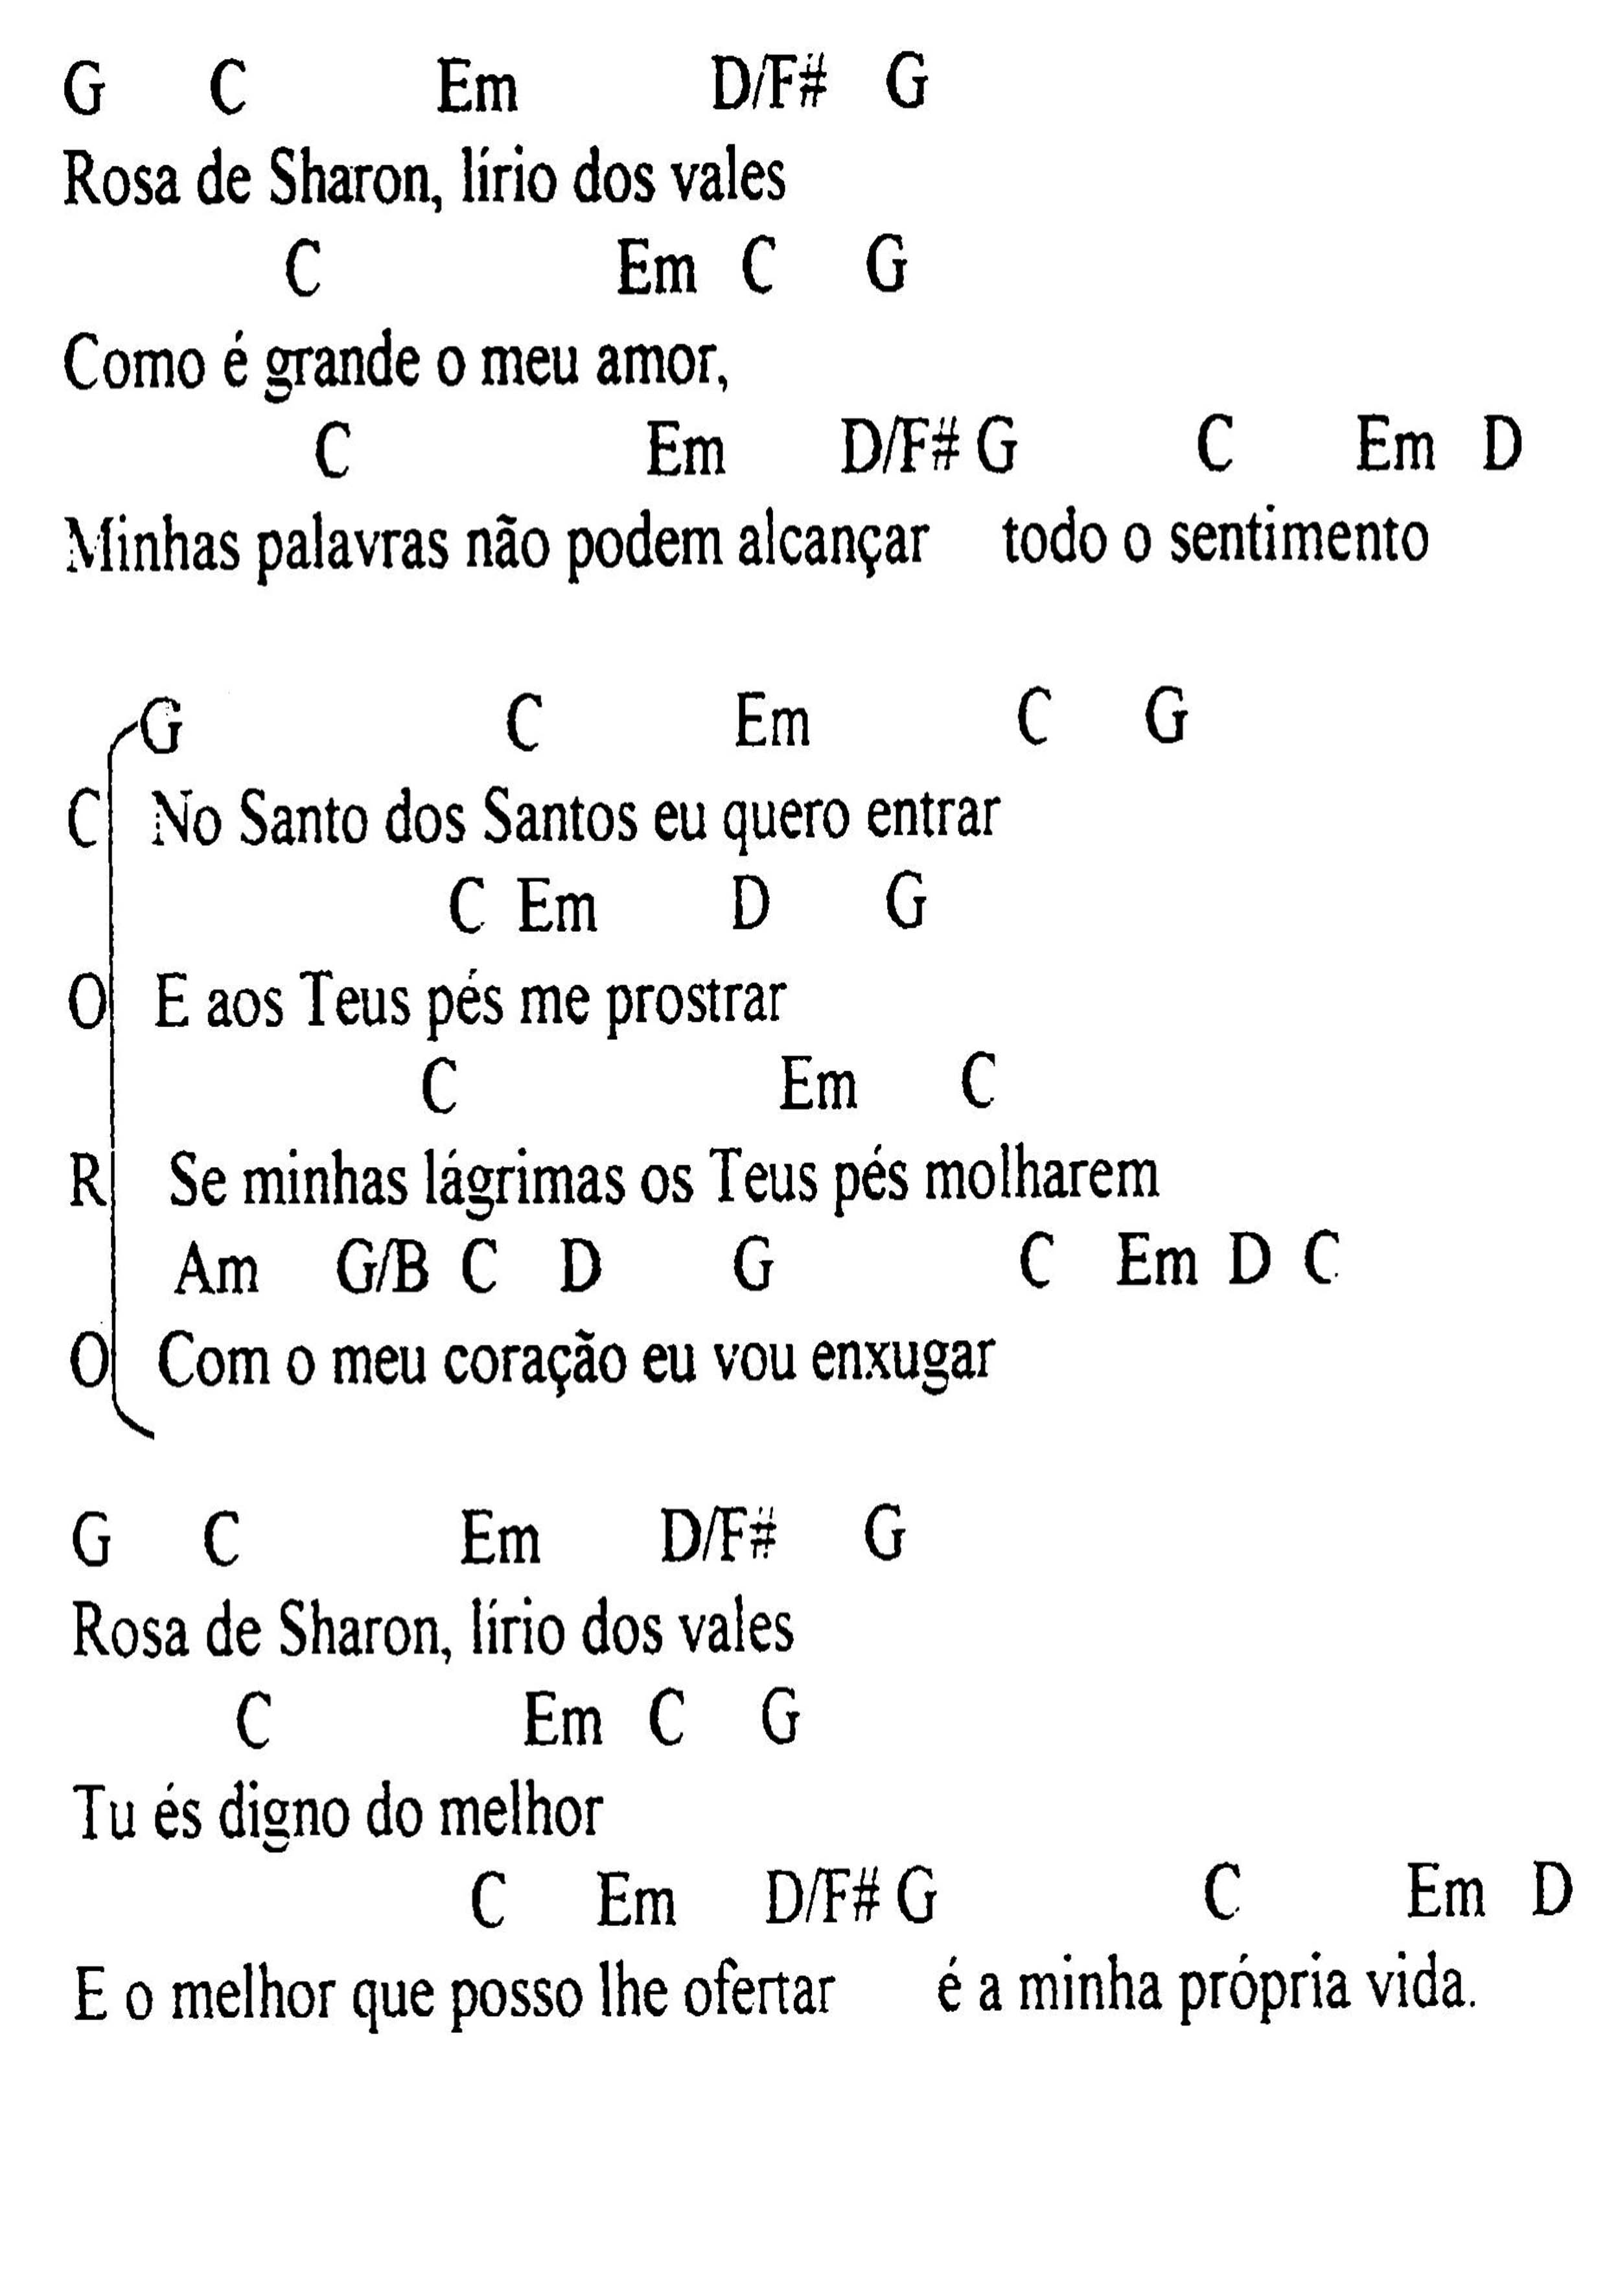 G C Em D/F# G
Rosa de Sharon, lírio dos vales
C Em C G
Como é grande o meu amor,
C Em D/F# G C Em D
Minhas palavras não podem alcançar todo o sentimento
G C Em C G
C No Santo dos Santos eu quero entrar
C Em D G
O E aos Teus pés me prostrar
C Em C
R Se minhas lágrimas os Teus pés molharem
Am G/B C D G C Em D C
O Com o meu coração eu vou enxugar
G C Em D/F# G
Rosa de Sharon, lírio dos vales
C Em C G
Tu és digno do melhor
C Em D/F# G C Em D
E o melhor que posso lhe ofertar é a minha própria vida.